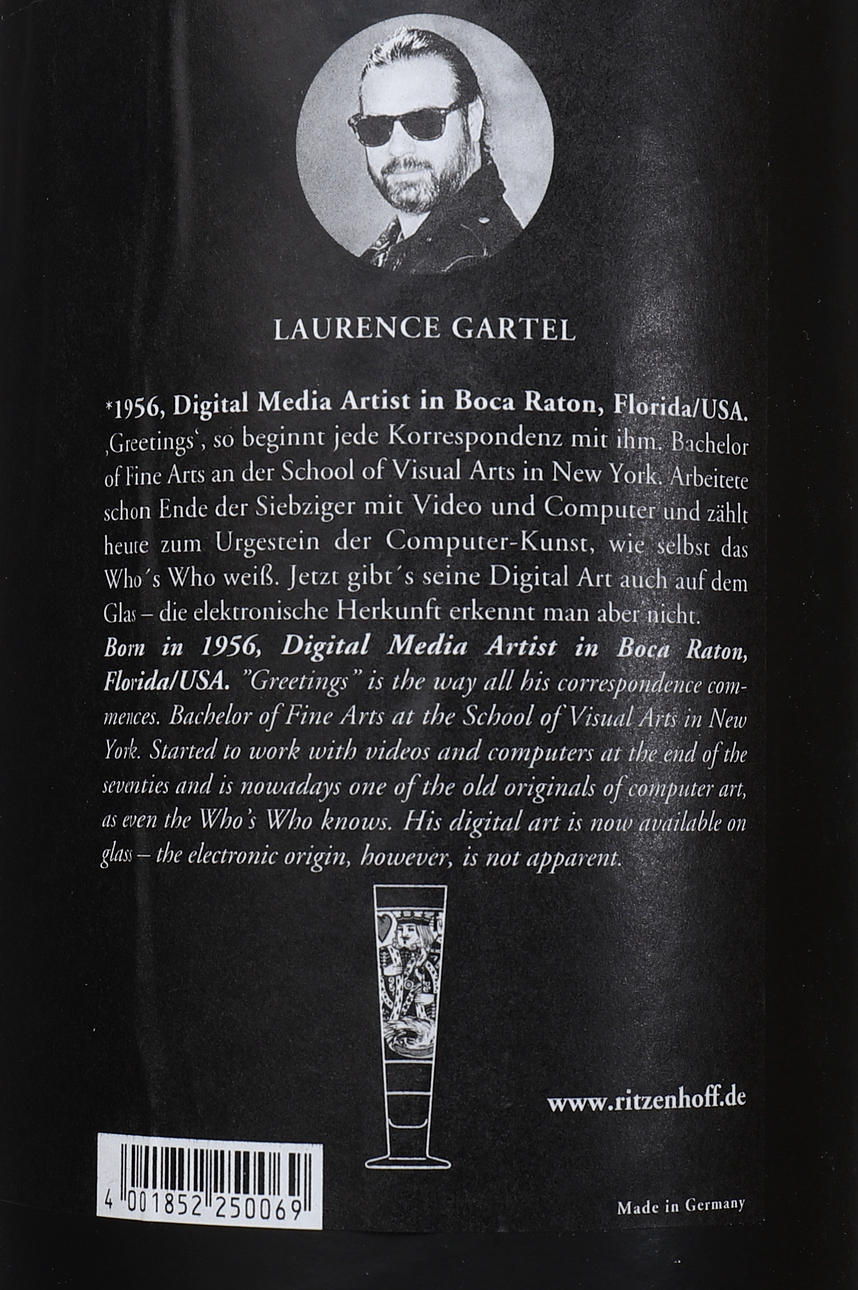 LAURENCE GARTEL
*1956, Digital Media Artist in Boca Raton, Florida/USA.
‚Greetings‘, so beginnt jede Korrespondenz mit ihm. Bachelor
of Fine Arts an der School of Visual Arts in New York. Arbeitete
schon Ende der Siebziger mit Video und Computer und zählt
heute zum Urgestein der Computer-Kunst, wie selbst das
Who´s Who weiß. Jetzt gibt´s seine Digital Art auch auf dem
Glas – die elektronische Herkunft erkennt man aber nicht.
Born in 1956, Digital Media Artist in Boca Raton,
Florida/USA. ”Greetings” is the way all his correspondence com-
mences. Bachelor of Fine Arts at the School of Visual Arts in New
York. Started to work with videos and computers at the end of the
seventies and is nowadays one of the old originals of computer art,
as even the Who’s Who knows. His digital art is now available on
glass – the electronic origin, however, is not apparent.
www.ritzenhoff.de
4 001852 250069
Made in Germany